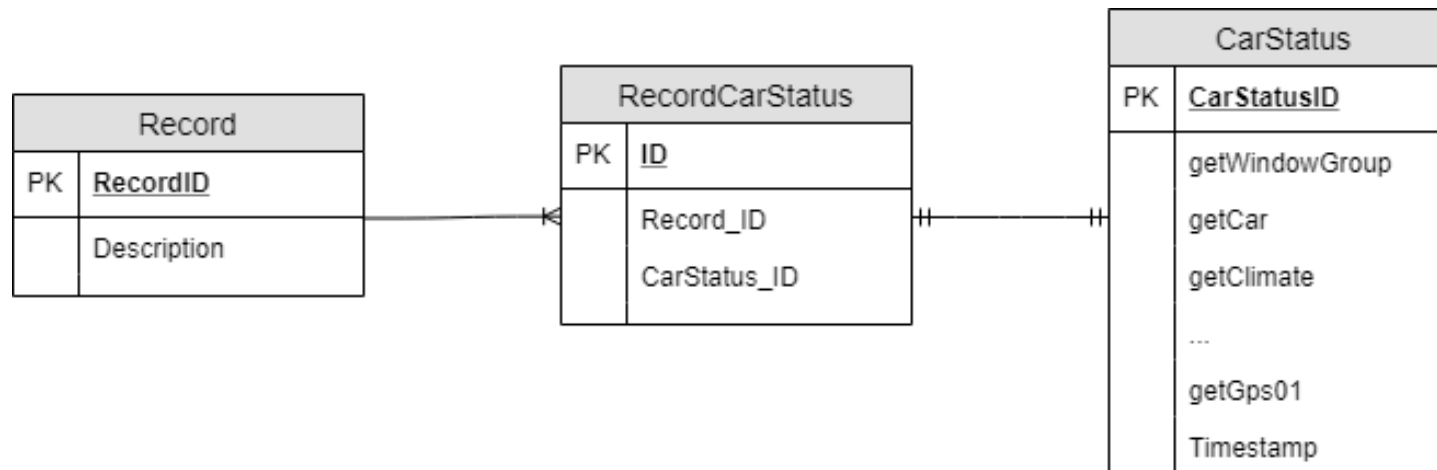 Record
PK RecordID
Description
RecordCarStatus
PK ID
Record_ID
CarStatus_ID
CarStatus
PK CarStatusID
getWindowGroup
getCar
getClimate
...
getGps01
Timestamp